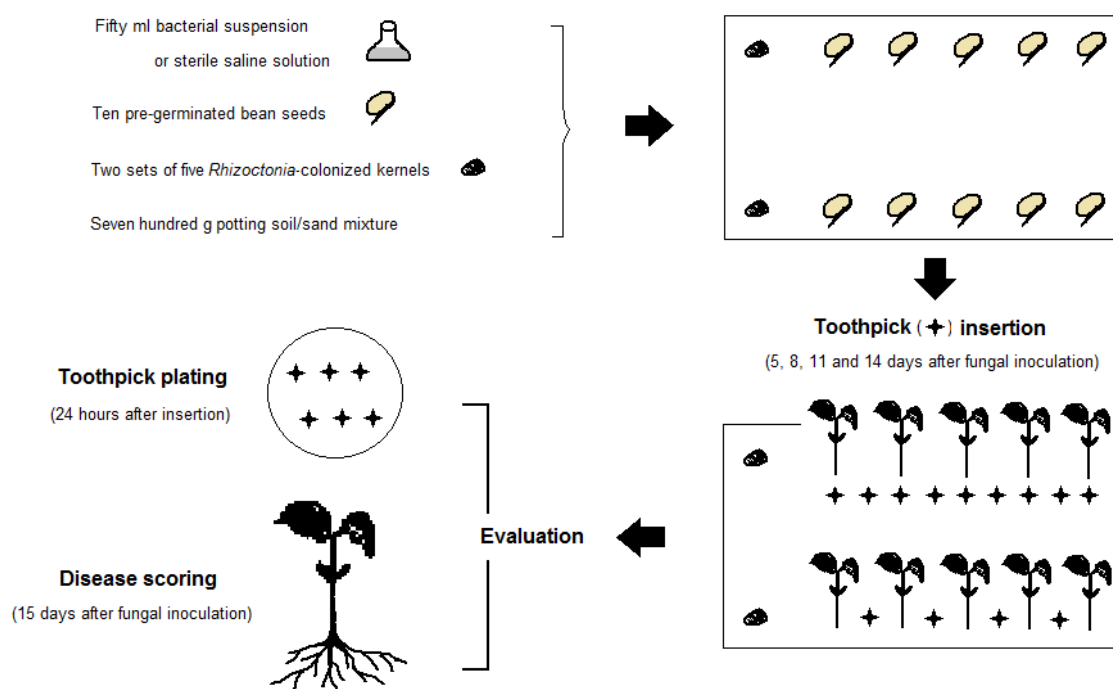 Fifty ml bacterial suspension
or sterile saline solution
Ten pre-germinated bean seeds
Two sets of five Rhizoctonia-colonized kernels
Seven hundred g potting soil/sand mixture
Toothpick ( ) insertion
(5, 8, 11 and 14 days after fungal inoculation)
Toothpick plating
(24 hours after insertion)
Evaluation
Disease scoring
(15 days after fungal inoculation)